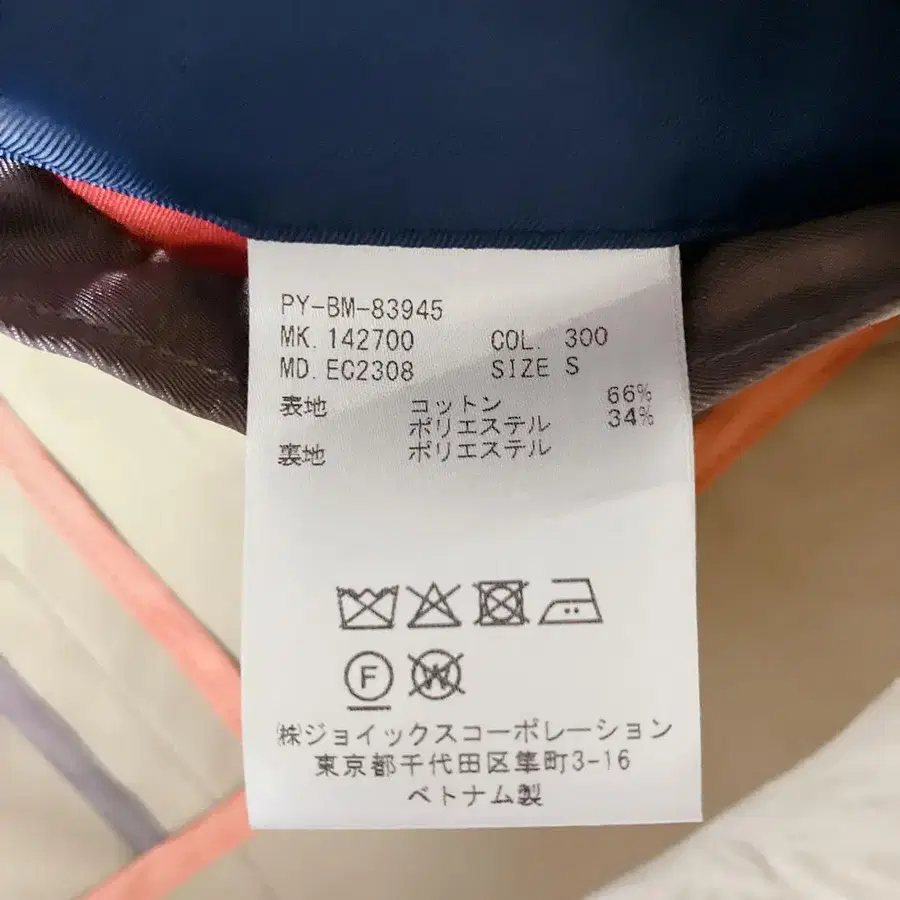 PY-BM-83945
MK. 142700 COL. 300
MD. EC2308 SIZE S
表地 コットン 66%
ポリエステル 34%
裏地 ポリエステル
F W
㈱ジョイックスコーポレーション
東京都千代田区隼町3-16
ベトナム製